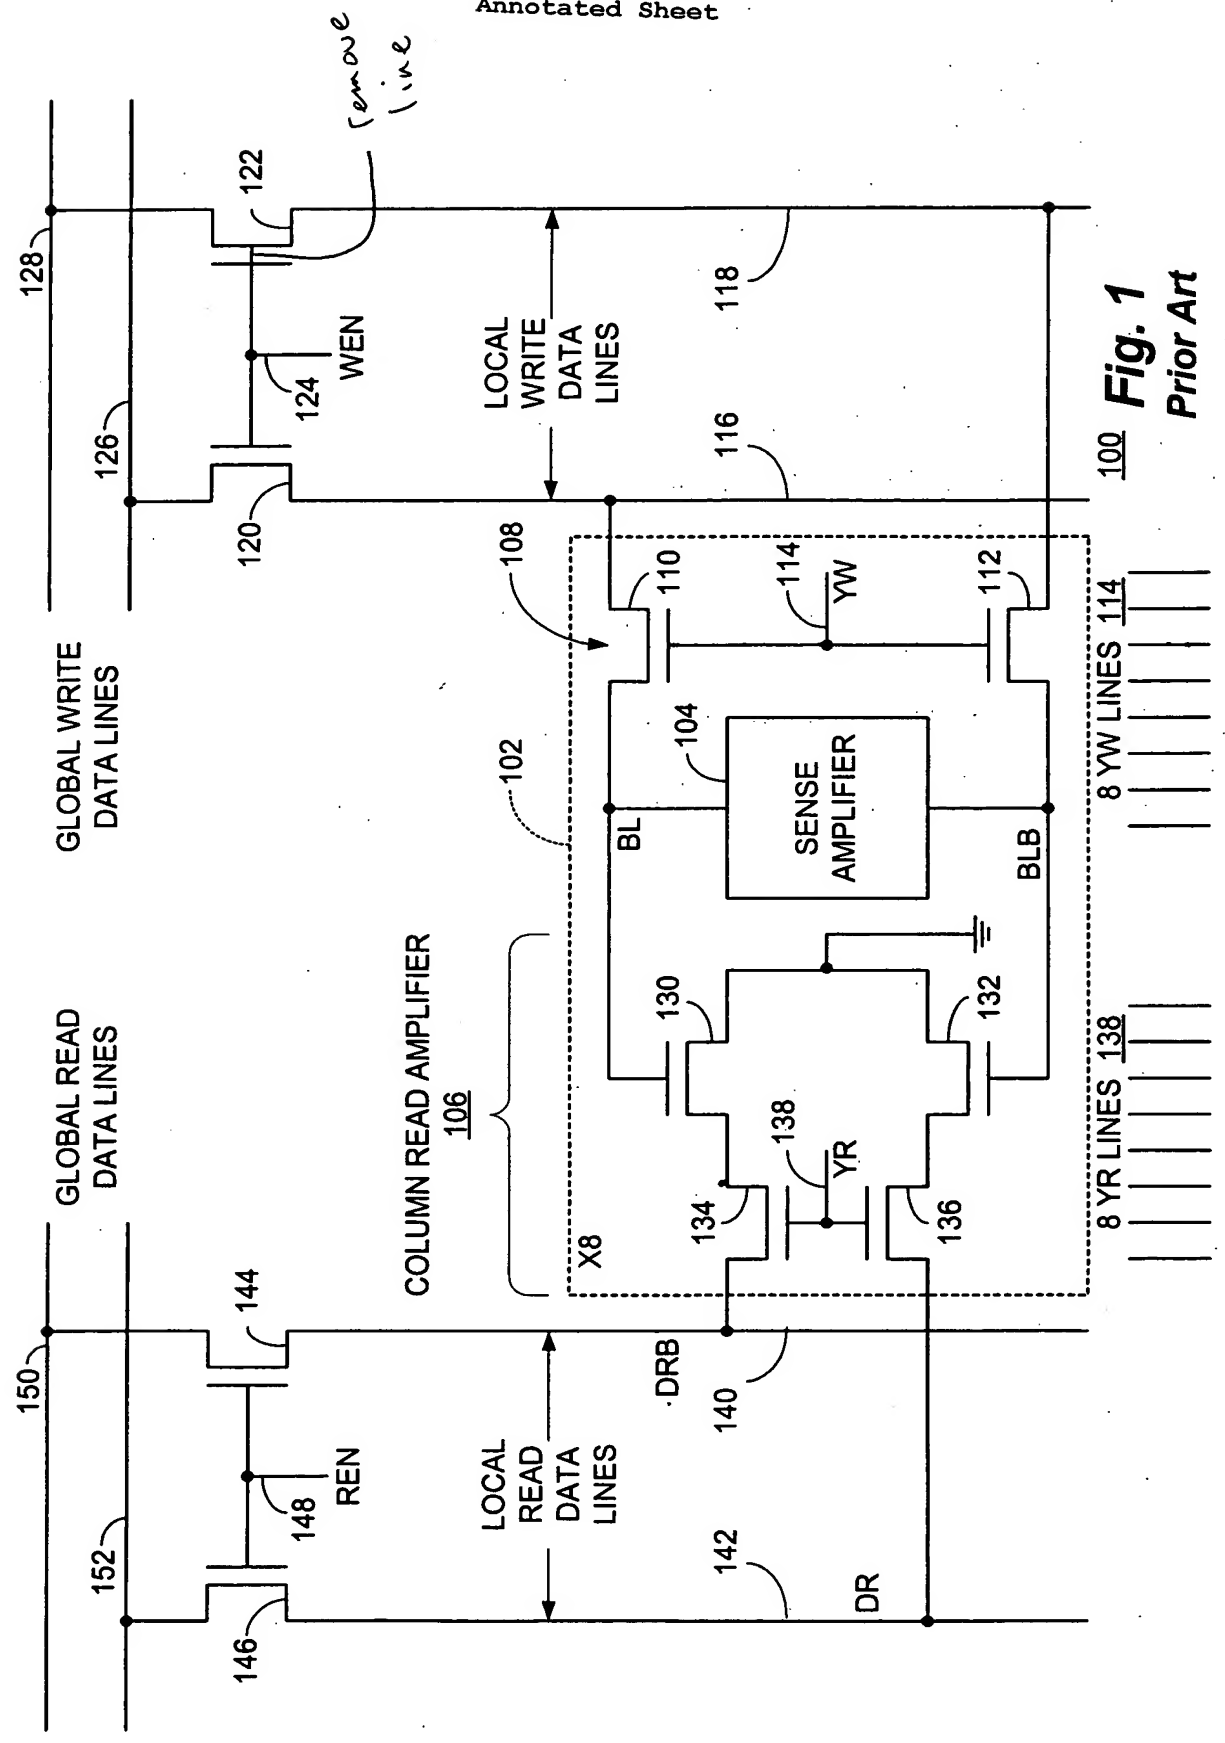 Annotated Sheet
remove
line
GLOBAL READ
DATA LINES
GLOBAL WRITE
DATA LINES
150
152
144
146
148
REN
128
126
122
120
124
WEN
LOCAL
READ
DATA
LINES
LOCAL
WRITE
DATA
LINES
COLUMN READ AMPLIFIER
106
102
108
X8
DRB
140
142
DR
BL
BLB
130
132
134
136
138
YR
104
SENSE
AMPLIFIER
110
112
114
YW
116
118
8 YR LINES 138
8 YW LINES 114
100
Fig. 1
Prior Art